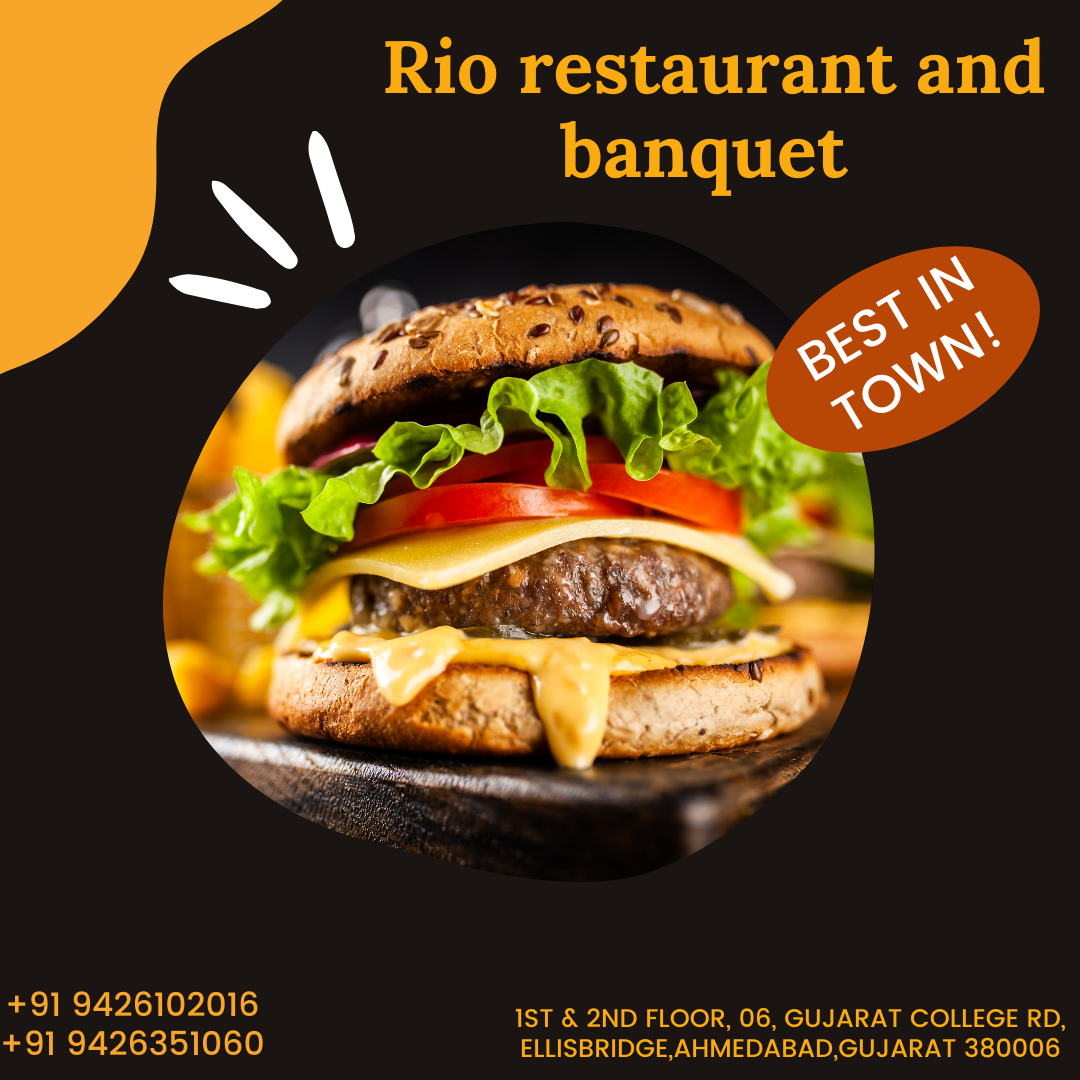 Rio restaurant and
banquet
BEST IN
TOWN!
+91 9426102016
+91 9426351060
1ST & 2ND FLOOR, 06, GUJARAT COLLEGE RD,
ELLISBRIDGE,AHMEDABAD,GUJARAT 380006